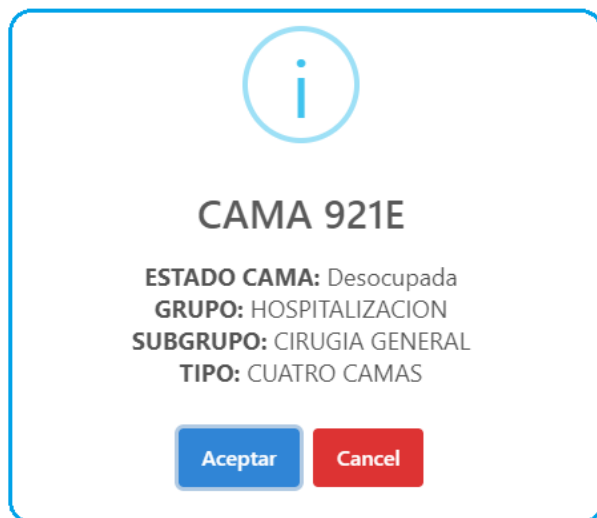 i
CAMA 921E
ESTADO CAMA: Desocupada
GRUPO: HOSPITALIZACION
SUBGRUPO: CIRUGIA GENERAL
TIPO: CUATRO CAMAS
Aceptar Cancel